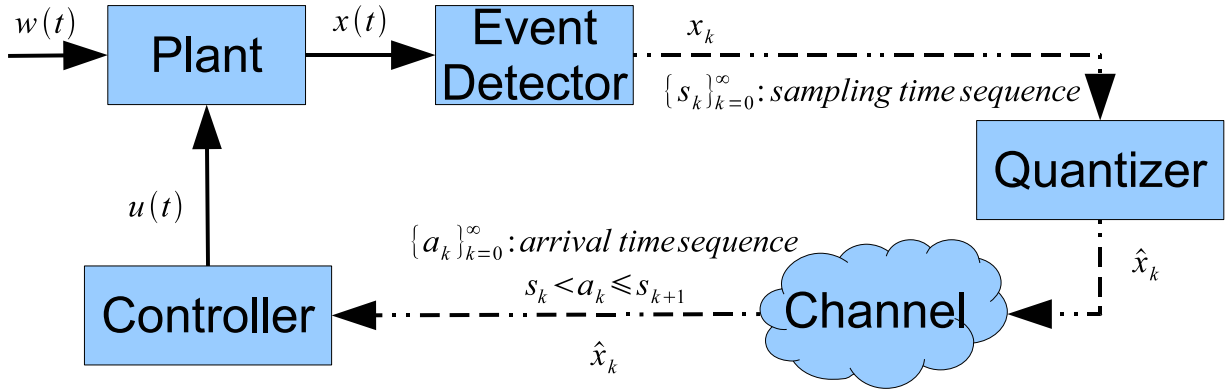 w(t)
Plant
x(t)
Event
Detector
x_k
{s_k}_{k=0}^∞: sampling time sequence
Quantizer
u(t)
{a_k}_{k=0}^∞: arrival time sequence
s_k < a_k ≤ s_{k+1}
x̂_k
Controller
Channel
x̂_k